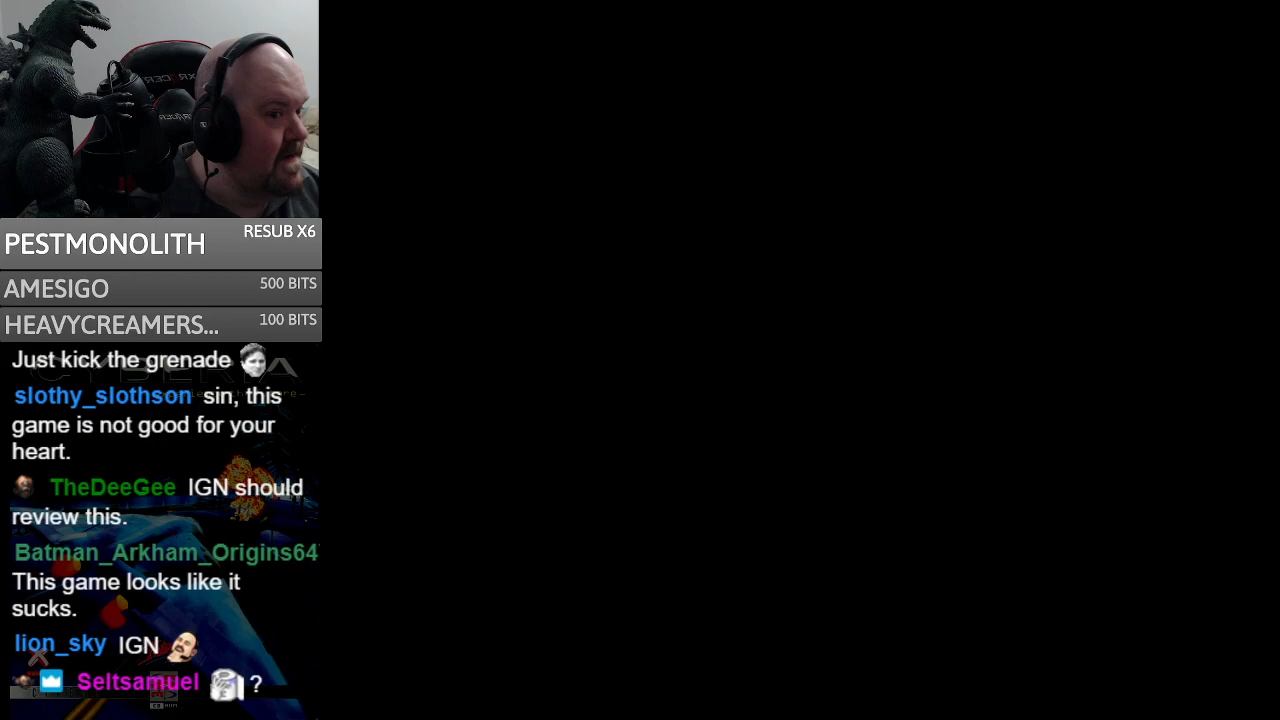 PESTMONOLITH RESUB X6
AMESIGO 500 BITS
HEAVYCREAMERS... 100 BITS
Just kick the grenade
CYBERIA
slothy_slothson sin, this
game is not good for your
heart.
TheDeeGee IGN should
review this.
Batman_Arkham_Origins64
This game looks like it
sucks.
lion_sky IGN
Seltsamuel ?